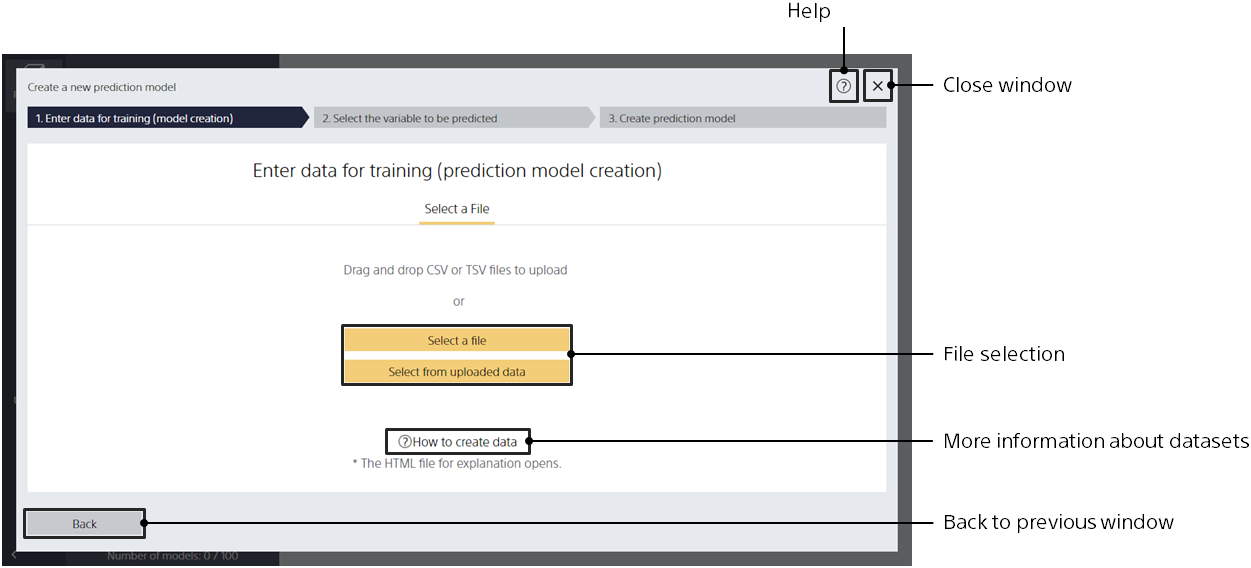 Help
Create a new prediction model
Close window
1. Enter data for training (model creation)
2. Select the variable to be predicted
3. Create prediction model
Enter data for training (prediction model creation)
Select a File
Drag and drop CSV or TSV files to upload
or
Select a file
File selection
Select from uploaded data
How to create data
More information about datasets
* The HTML file for explanation opens.
Back
Back to previous window
Number of models: 0 / 100